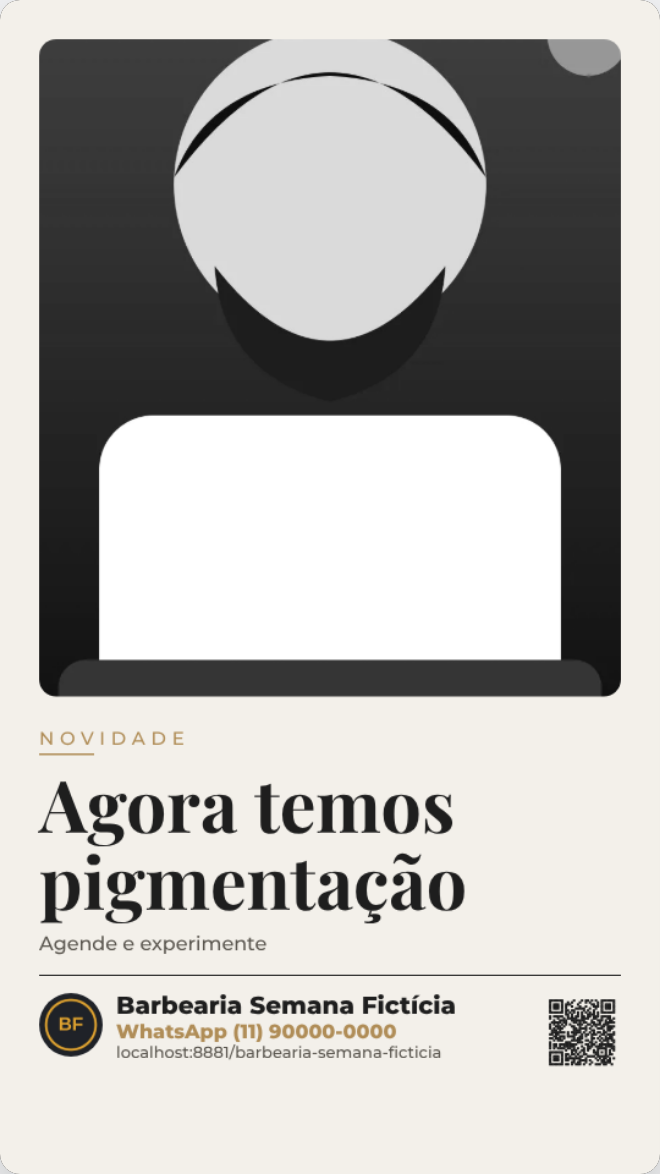 NOVIDADE
Agora temos
pigmentação
Agende e experimente
BF
Barbearia Semana Fictícia
WhatsApp (11) 90000-0000
localhost:8881/barbearia-semana-ficticia